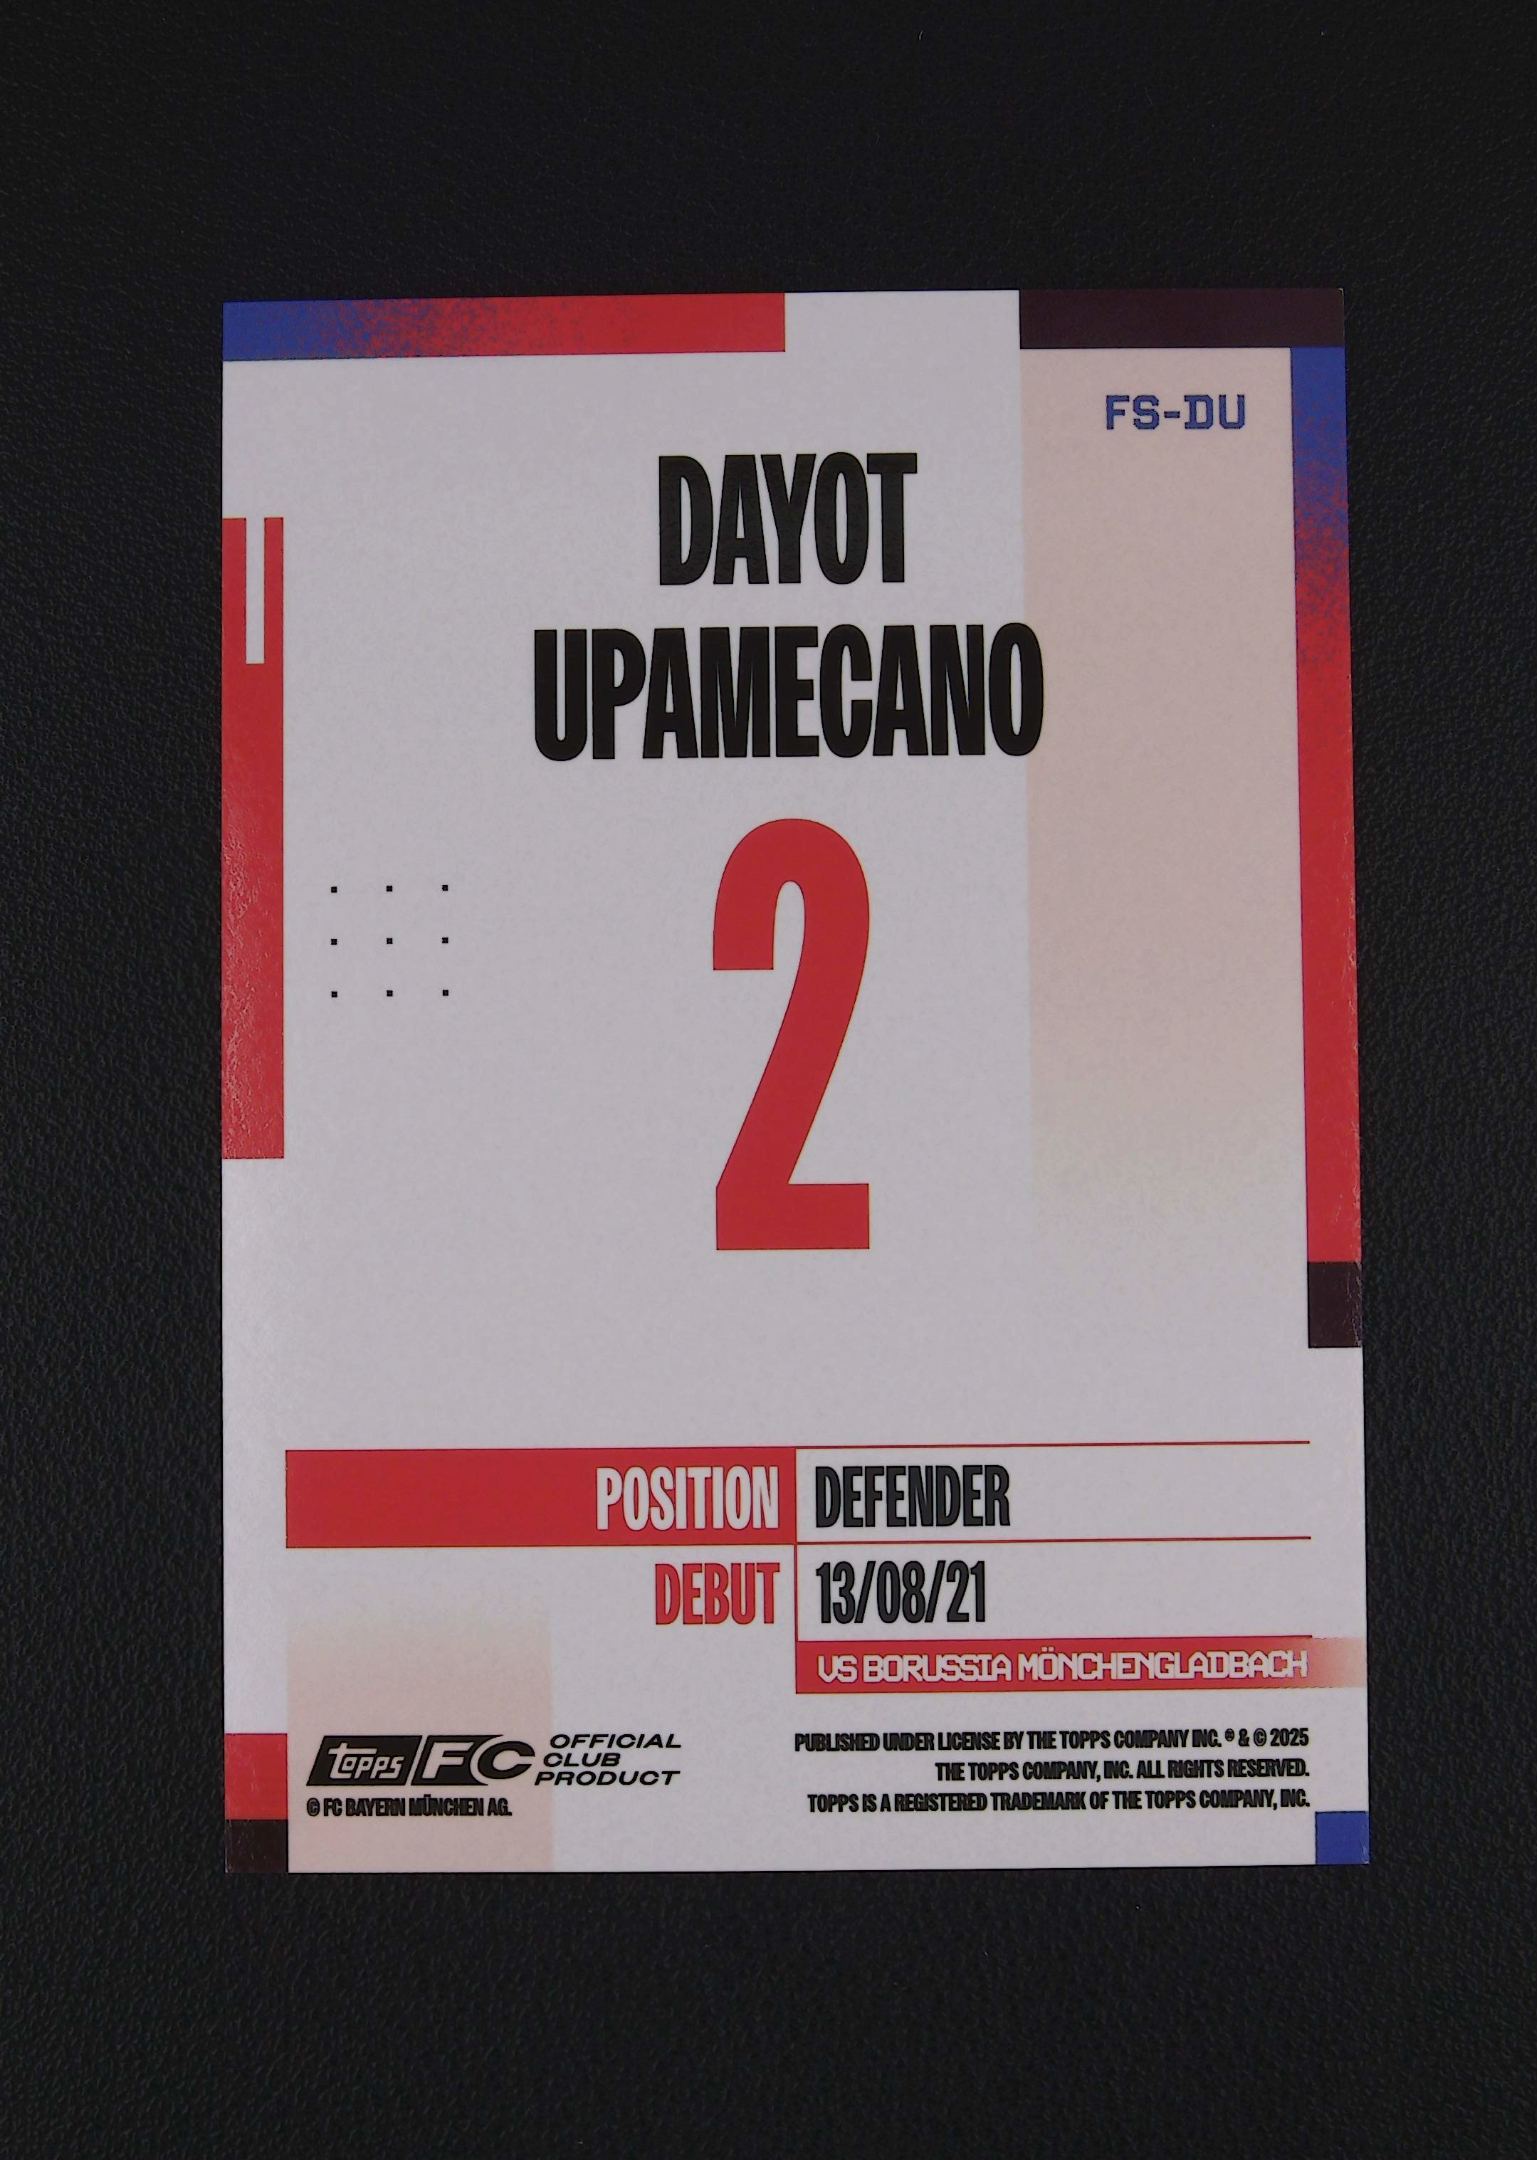 FS-DU
DAYOT
UPAMECANO
2
POSITION DEFENDER
DEBUT 13/08/21
VS BORUSSIA MÖNCHENGLADBACH
topps FC OFFICIAL
CLUB
PRODUCT
© FC BAYERN MÜNCHEN AG.
PUBLISHED UNDER LICENSE BY THE TOPPS COMPANY INC. ® & © 2025
THE TOPPS COMPANY, INC. ALL RIGHTS RESERVED.
TOPPS IS A REGISTERED TRADEMARK OF THE TOPPS COMPANY, INC.